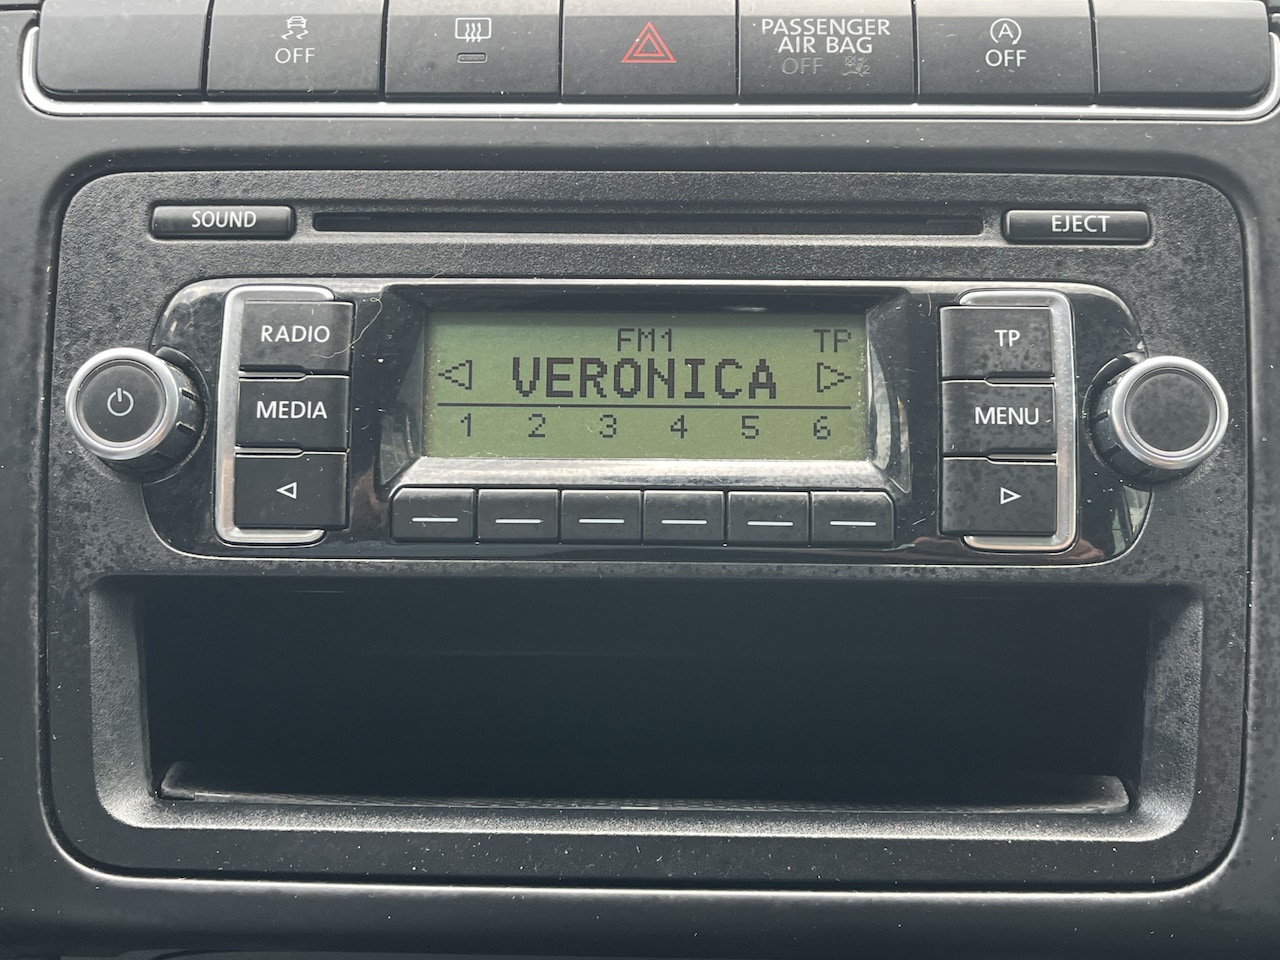 OFF
PASSENGER
AIR BAG
OFF
A
OFF
SOUND
EJECT
RADIO
MEDIA
FM1 TP
VERONICA
1 2 3 4 5 6
TP
MENU